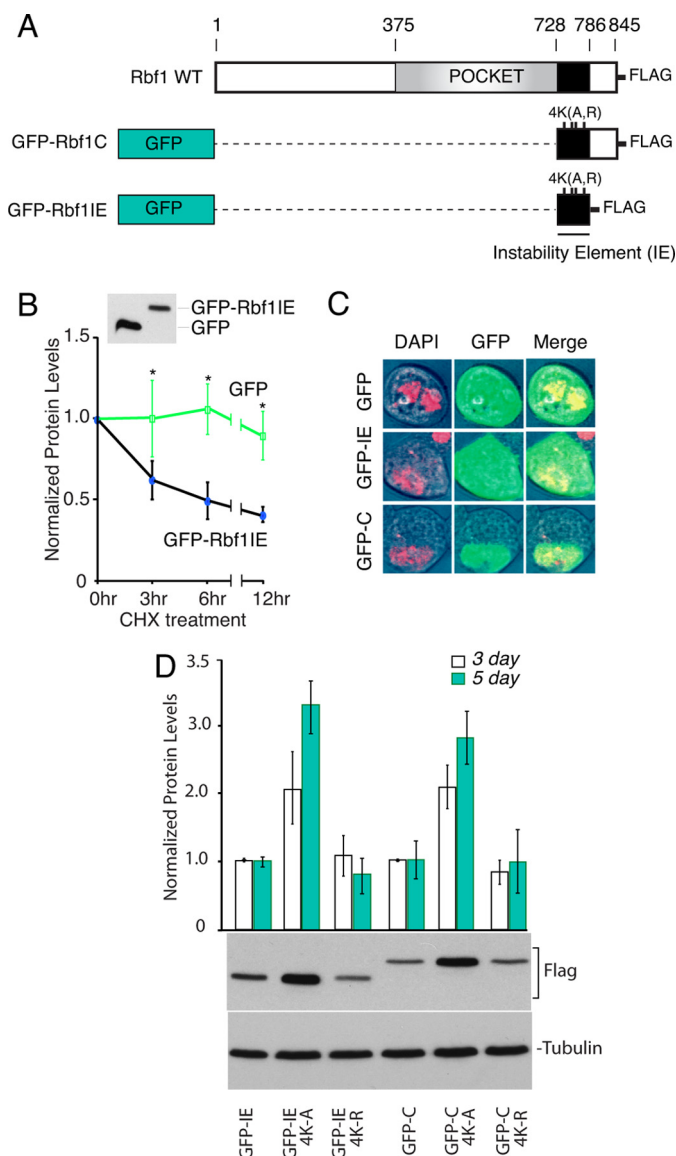 A
1 375 728 786 845
Rbf1 WT POCKET FLAG
4K(A,R)
GFP-Rbf1C GFP FLAG
4K(A,R)
GFP-Rbf1IE GFP FLAG
Instability Element (IE)
B
GFP-Rbf1IE
GFP
Normalized Protein Levels
1.5
1.0
0.5
0
* * *
GFP
GFP-Rbf1IE
0hr 3hr 6hr 12hr
CHX treatment
C
DAPI GFP Merge
GFP
GFP-IE
GFP-C
D
Normalized Protein Levels
3.5
3.0
2.0
1.0
0
3 day
5 day
Flag
-Tubulin
GFP-IE
GFP-IE
4K-A
GFP-IE
4K-R
GFP-C
GFP-C
4K-A
GFP-C
4K-R